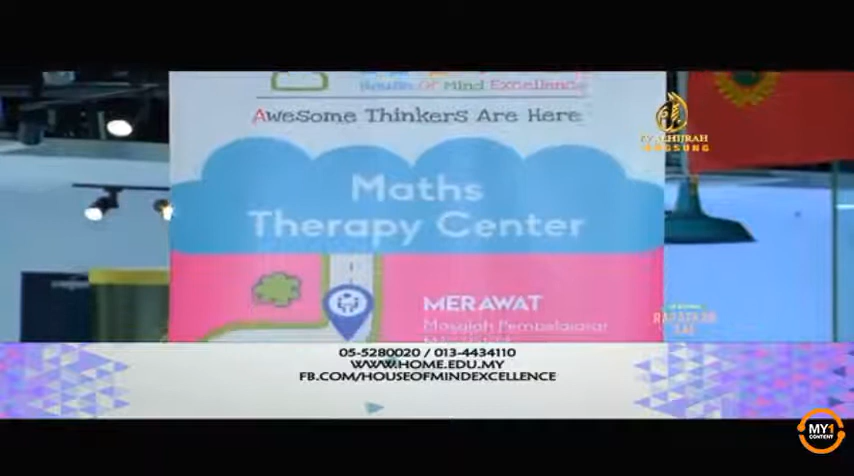 House Of Mind Excellence
Awesome Thinkers Are Here
TV ALHIJRAH
LANGSUNG
Maths
Therapy Center
MERAWAT
Masalah Pembelajaran
05-5280020 / 013-4434110
WWW.HOME.EDU.MY
FB.COM/HOUSEOFMINDEXCELLENCE
MY1
CONTENT